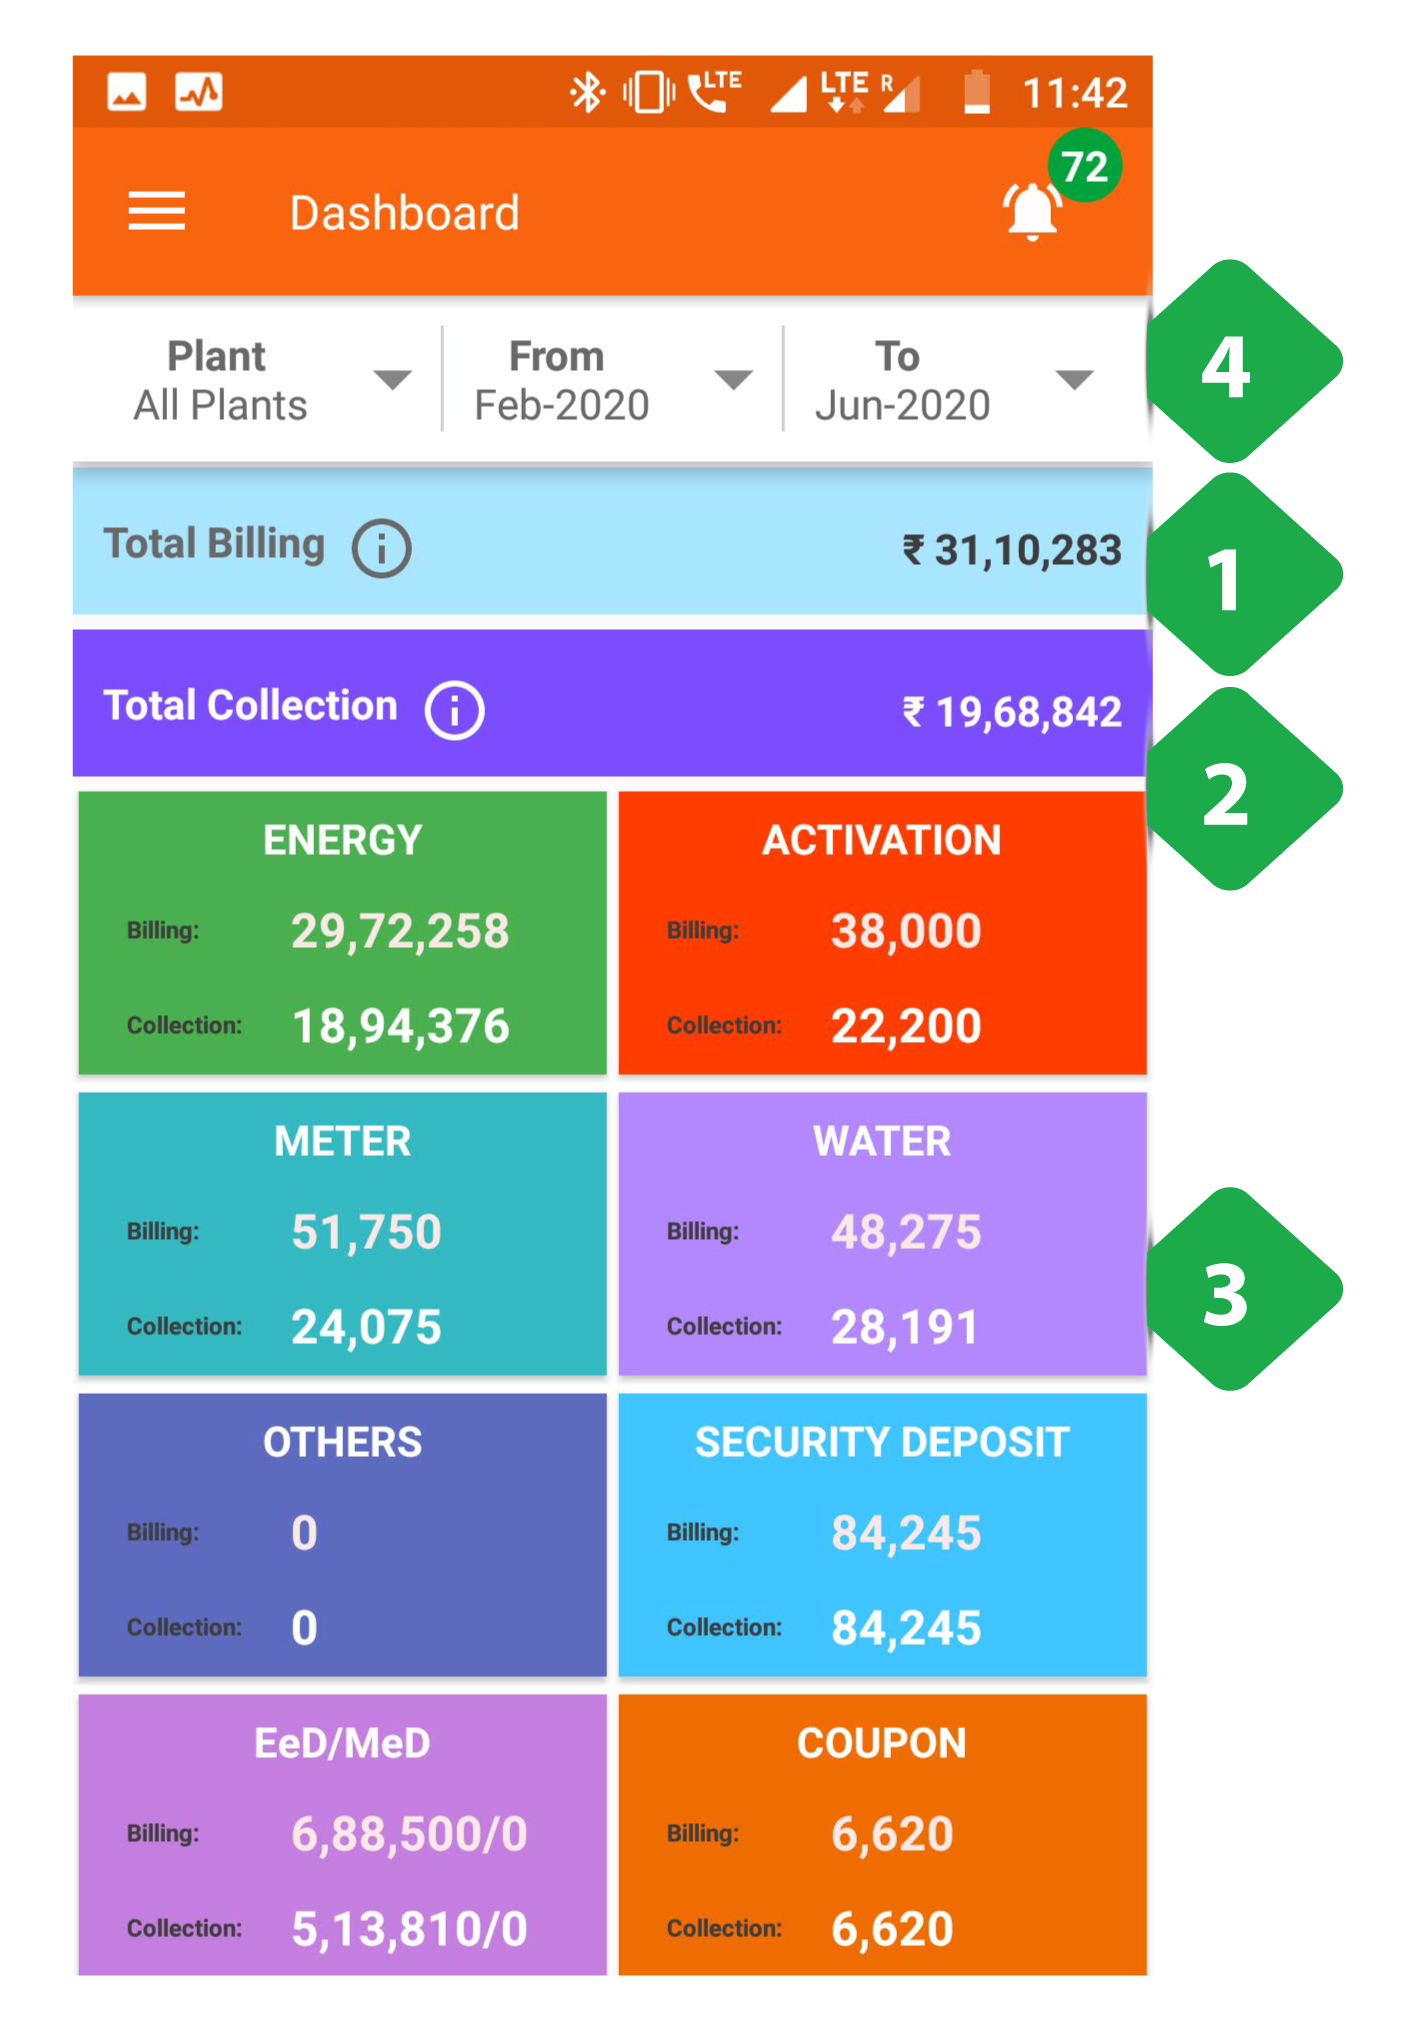 LTE LTE R 11:42
72
Dashboard
Plant From To
All Plants Feb-2020 Jun-2020
4
Total Billing i ₹ 31,10,283
1
Total Collection i ₹ 19,68,842
2
ENERGY
Billing: 29,72,258
Collection: 18,94,376
ACTIVATION
Billing: 38,000
Collection: 22,200
METER
Billing: 51,750
Collection: 24,075
WATER
Billing: 48,275
Collection: 28,191
3
OTHERS
Billing: 0
Collection: 0
SECURITY DEPOSIT
Billing: 84,245
Collection: 84,245
EeD/MeD
Billing: 6,88,500/0
Collection: 5,13,810/0
COUPON
Billing: 6,620
Collection: 6,620